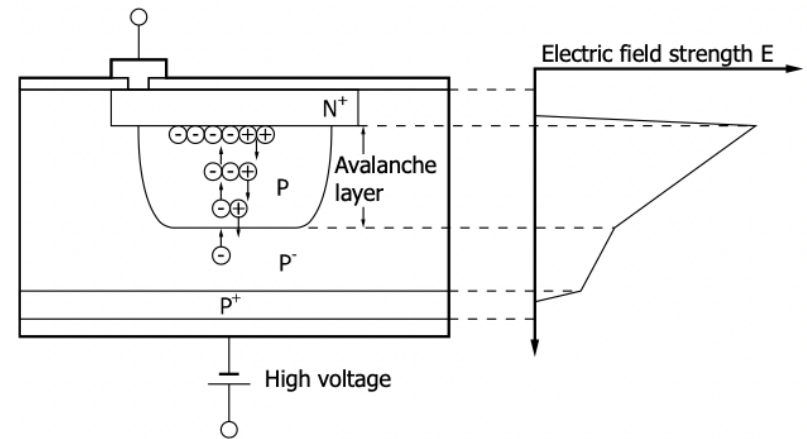 Electric field strength E
N⁺
⊖⊖⊖⊖⊕⊕
Avalanche
layer
⊖⊖⊕
P
⊖⊕
⊖
P⁻
P⁺
High voltage